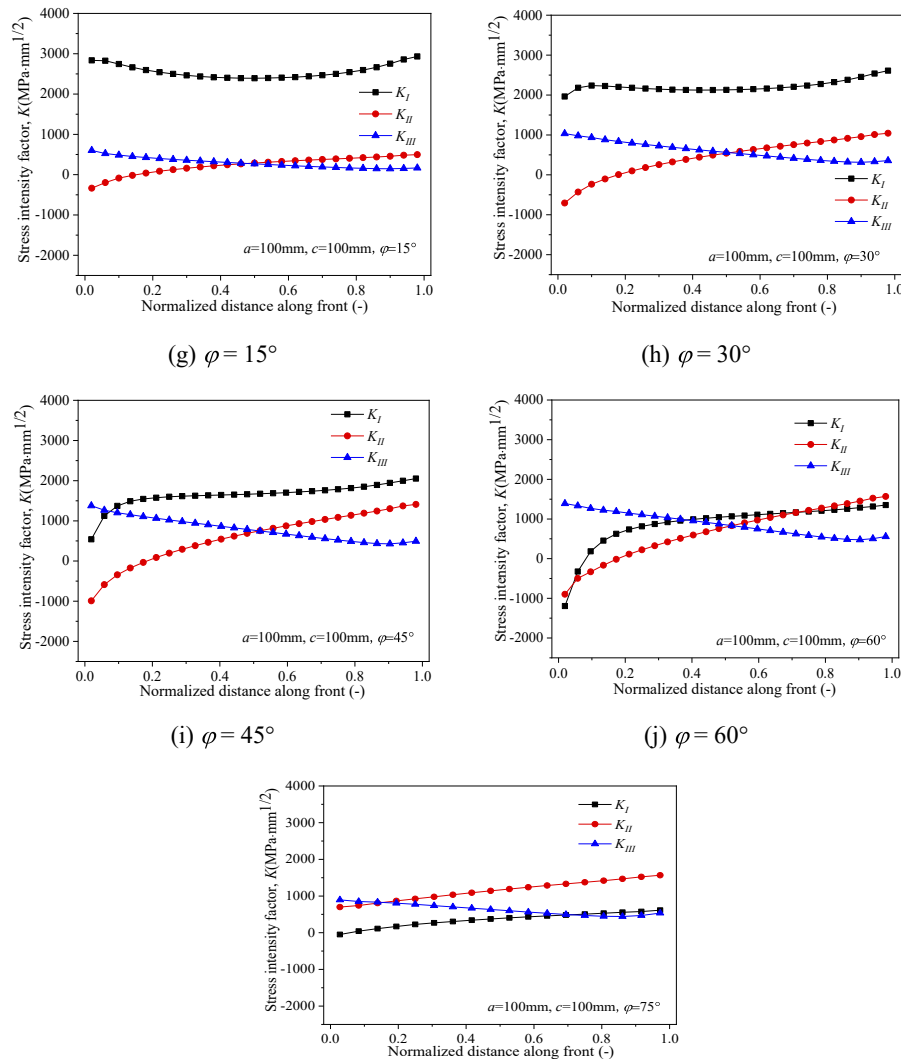 4000
3000
2000
1000
0
-1000
-2000
Stress intensity factor, K(MPa·mm1/2)
KI
KII
KIII
a=100mm, c=100mm, φ=15°
0.0 0.2 0.4 0.6 0.8 1.0
Normalized distance along front (-)
(g) φ = 15°
4000
3000
2000
1000
0
-1000
-2000
Stress intensity factor, K(MPa·mm1/2)
KI
KII
KIII
a=100mm, c=100mm, φ=30°
0.0 0.2 0.4 0.6 0.8 1.0
Normalized distance along front (-)
(h) φ = 30°
4000
3000
2000
1000
0
-1000
-2000
Stress intensity factor, K(MPa·mm1/2)
KI
KII
KIII
a=100mm, c=100mm, φ=45°
0.0 0.2 0.4 0.6 0.8 1.0
Normalized distance along front (-)
(i) φ = 45°
4000
3000
2000
1000
0
-1000
-2000
Stress intensity factor, K(MPa·mm1/2)
KI
KII
KIII
a=100mm, c=100mm, φ=60°
0.0 0.2 0.4 0.6 0.8 1.0
Normalized distance along front (-)
(j) φ = 60°
4000
3000
2000
1000
0
-1000
-2000
Stress intensity factor, K(MPa·mm1/2)
KI
KII
KIII
a=100mm, c=100mm, φ=75°
0.0 0.2 0.4 0.6 0.8 1.0
Normalized distance along front (-)